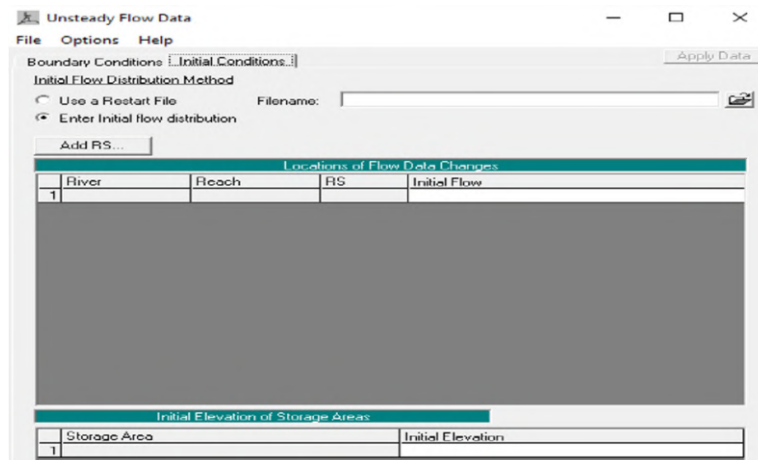 Unsteady Flow Data
File Options Help
Boundary Conditions Initial Conditions Apply Data
Initial Flow Distribution Method
Use a Restart File Filename:
Enter Initial flow distribution
Add RS...
Locations of Flow Data Changes
River Reach RS Initial Flow
1
Initial Elevation of Storage Areas
Storage Area Initial Elevation
1